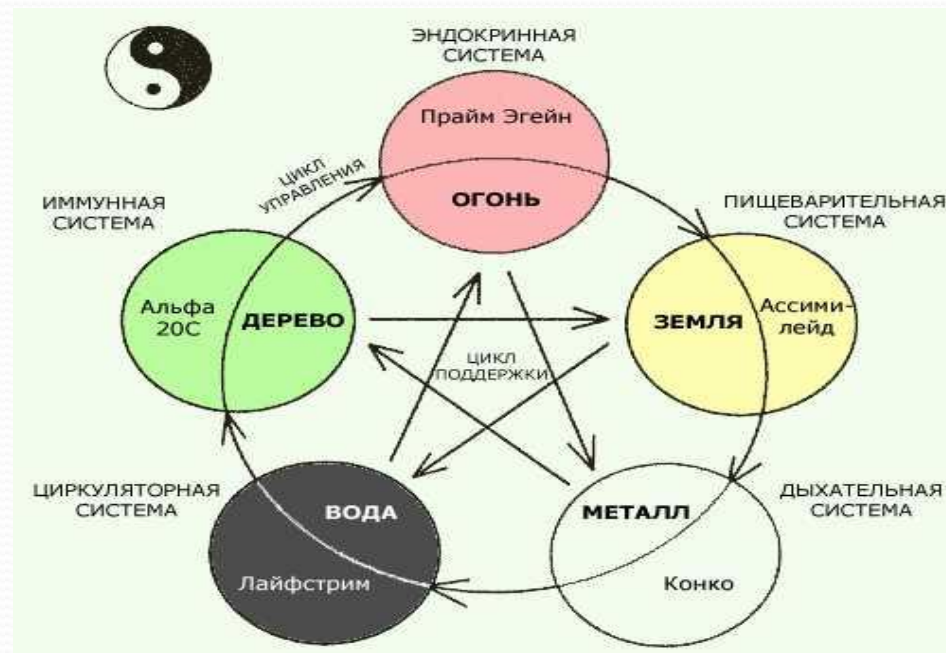 ЭНДОКРИННАЯ
СИСТЕМА
Прайм Эгейн
ОГОНЬ
ЦИКЛ
УПРАВЛЕНИЯ
ИММУННАЯ
СИСТЕМА
Альфа
20С
ДЕРЕВО
ПИЩЕВАРИТЕЛЬНАЯ
СИСТЕМА
ЗЕМЛЯ
Ассими-
лейд
ЦИКЛ
ПОДДЕРЖКИ
ЦИРКУЛЯТОРНАЯ
СИСТЕМА
ВОДА
Лайфстрим
МЕТАЛЛ
Конко
ДЫХАТЕЛЬНАЯ
СИСТЕМА